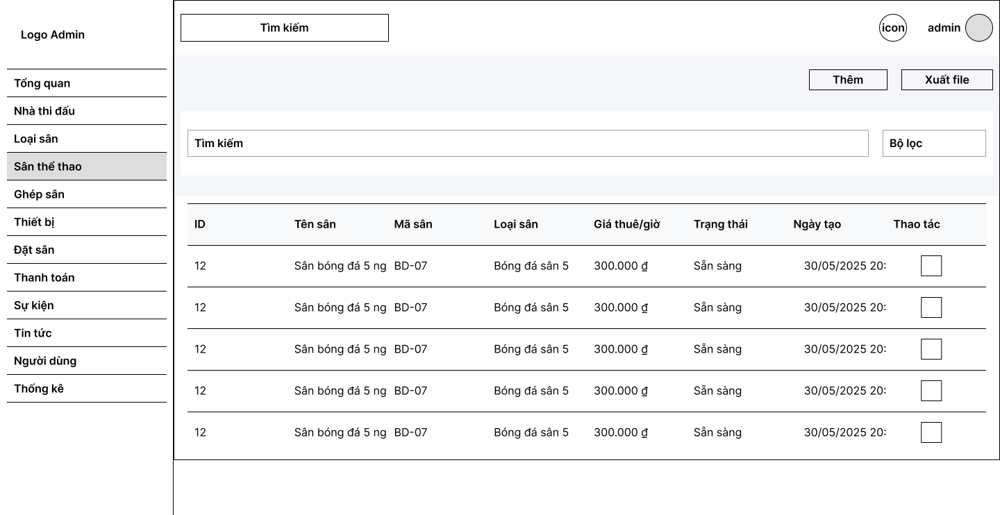 Logo Admin
Tổng quan
Nhà thi đấu
Loại sân
Sân thể thao
Ghép sân
Thiết bị
Đặt sân
Thanh toán
Sự kiện
Tin tức
Người dùng
Thống kê
Tìm kiếm icon admin
Thêm Xuất file
Tìm kiếm Bộ lọc
ID Tên sân Mã sân Loại sân Giá thuê/giờ Trạng thái Ngày tạo Thao tác
12 Sân bóng đá 5 ng BD-07 Bóng đá sân 5 300.000 ₫ Sẵn sàng 30/05/2025 20:
12 Sân bóng đá 5 ng BD-07 Bóng đá sân 5 300.000 ₫ Sẵn sàng 30/05/2025 20:
12 Sân bóng đá 5 ng BD-07 Bóng đá sân 5 300.000 ₫ Sẵn sàng 30/05/2025 20:
12 Sân bóng đá 5 ng BD-07 Bóng đá sân 5 300.000 ₫ Sẵn sàng 30/05/2025 20:
12 Sân bóng đá 5 ng BD-07 Bóng đá sân 5 300.000 ₫ Sẵn sàng 30/05/2025 20: